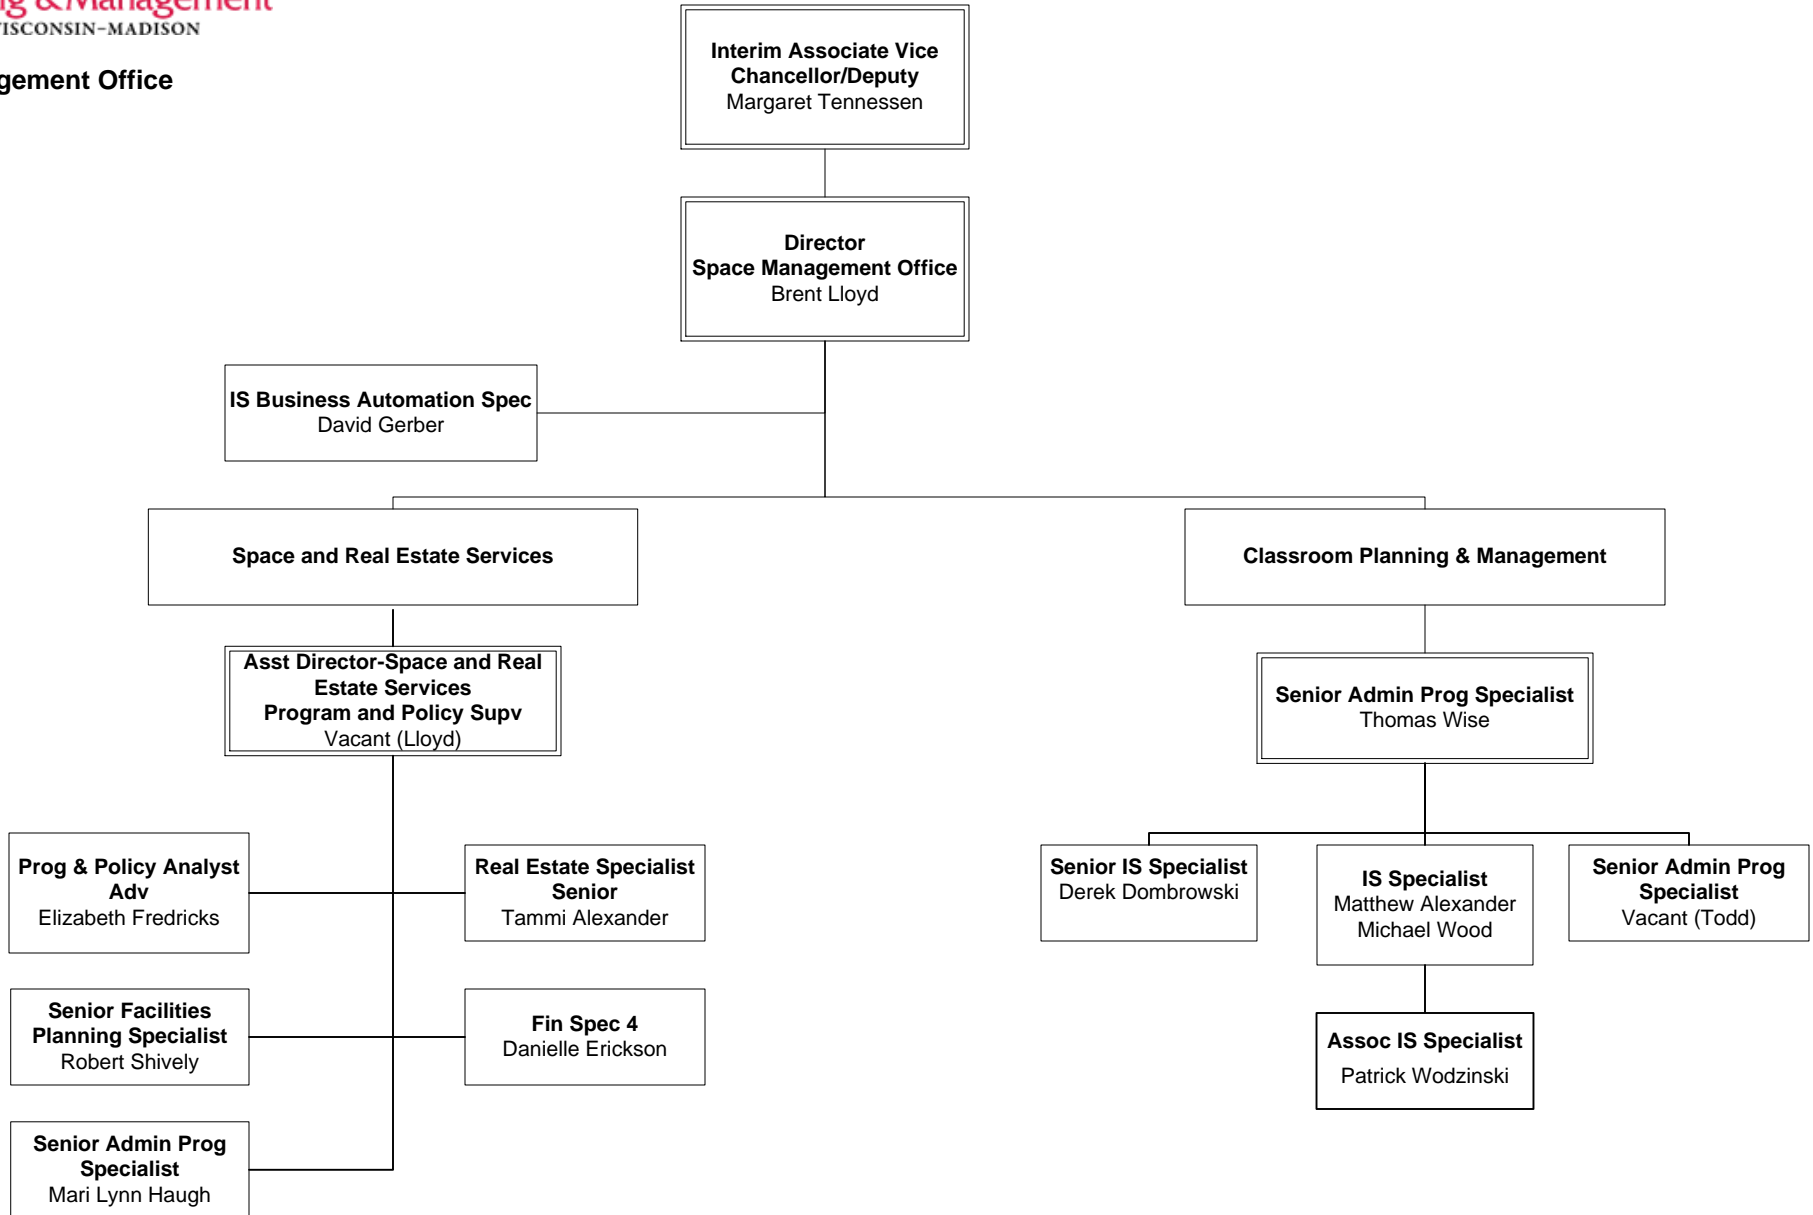 & Management
WISCONSIN–MADISON
Office
Interim Associate Vice
Chancellor/Deputy
Margaret Tennessen
Director
Space Management Office
Brent Lloyd
IS Business Automation Spec
David Gerber
Space and Real Estate Services
Classroom Planning & Management
Asst Director-Space and Real
Estate Services
Program and Policy Supv
Vacant (Lloyd)
Senior Admin Prog Specialist
Thomas Wise
Prog & Policy Analyst
Adv
Elizabeth Fredricks
Real Estate Specialist
Senior
Tammi Alexander
Senior IS Specialist
Derek Dombrowski
IS Specialist
Matthew Alexander
Michael Wood
Senior Admin Prog
Specialist
Vacant (Todd)
Senior Facilities
Planning Specialist
Robert Shively
Fin Spec 4
Danielle Erickson
Assoc IS Specialist
Patrick Wodzinski
Senior Admin Prog
Specialist
Mari Lynn Haugh